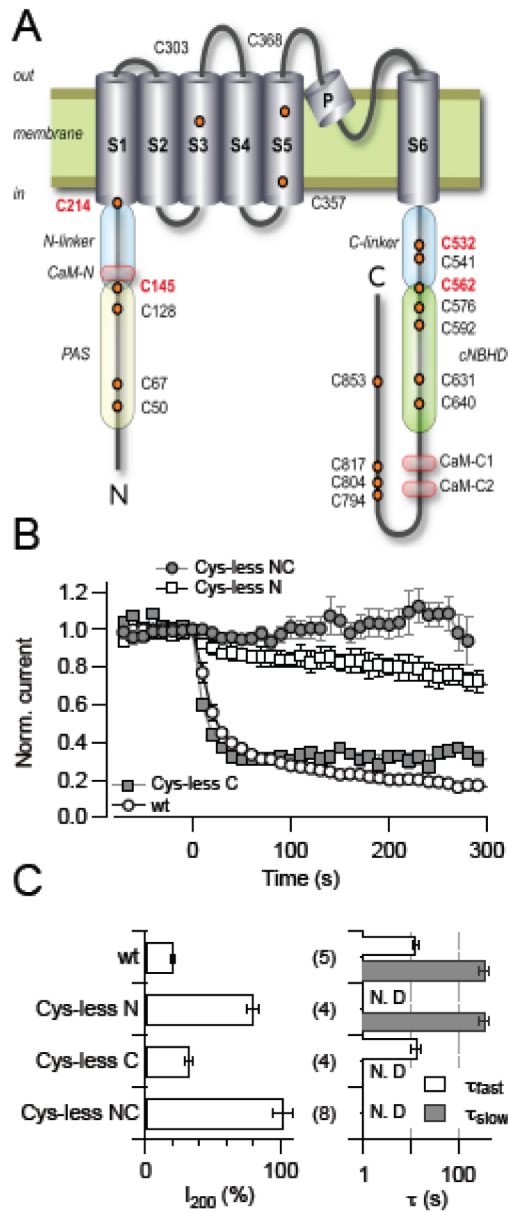 A
C303
C368
out
P
membrane
S1
S2
S3
S4
S5
S6
in
C357
C214
N-linker
C-linker
C532
C541
CaM-N
C145
C
C562
C128
C576
C592
PAS
cNBHD
C67
C853
C631
C50
C640
N
C817
C804
C794
CaM-C1
CaM-C2
B
Cys-less NC
Cys-less N
1.2
1.0
0.8
0.6
0.4
0.2
0.0
Norm. current
Cys-less C
wt
0
100
200
300
Time (s)
C
wt
(5)
Cys-less N
(4)
N. D
Cys-less C
(4)
N. D
Cys-less NC
(8)
N. D
τfast
τslow
0
100
1
100
I200 (%)
τ (s)